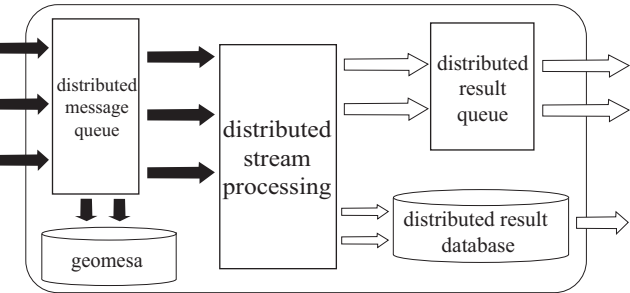 distributed
message
queue
geomesa
distributed
stream
processing
distributed
result
queue
distributed result
database